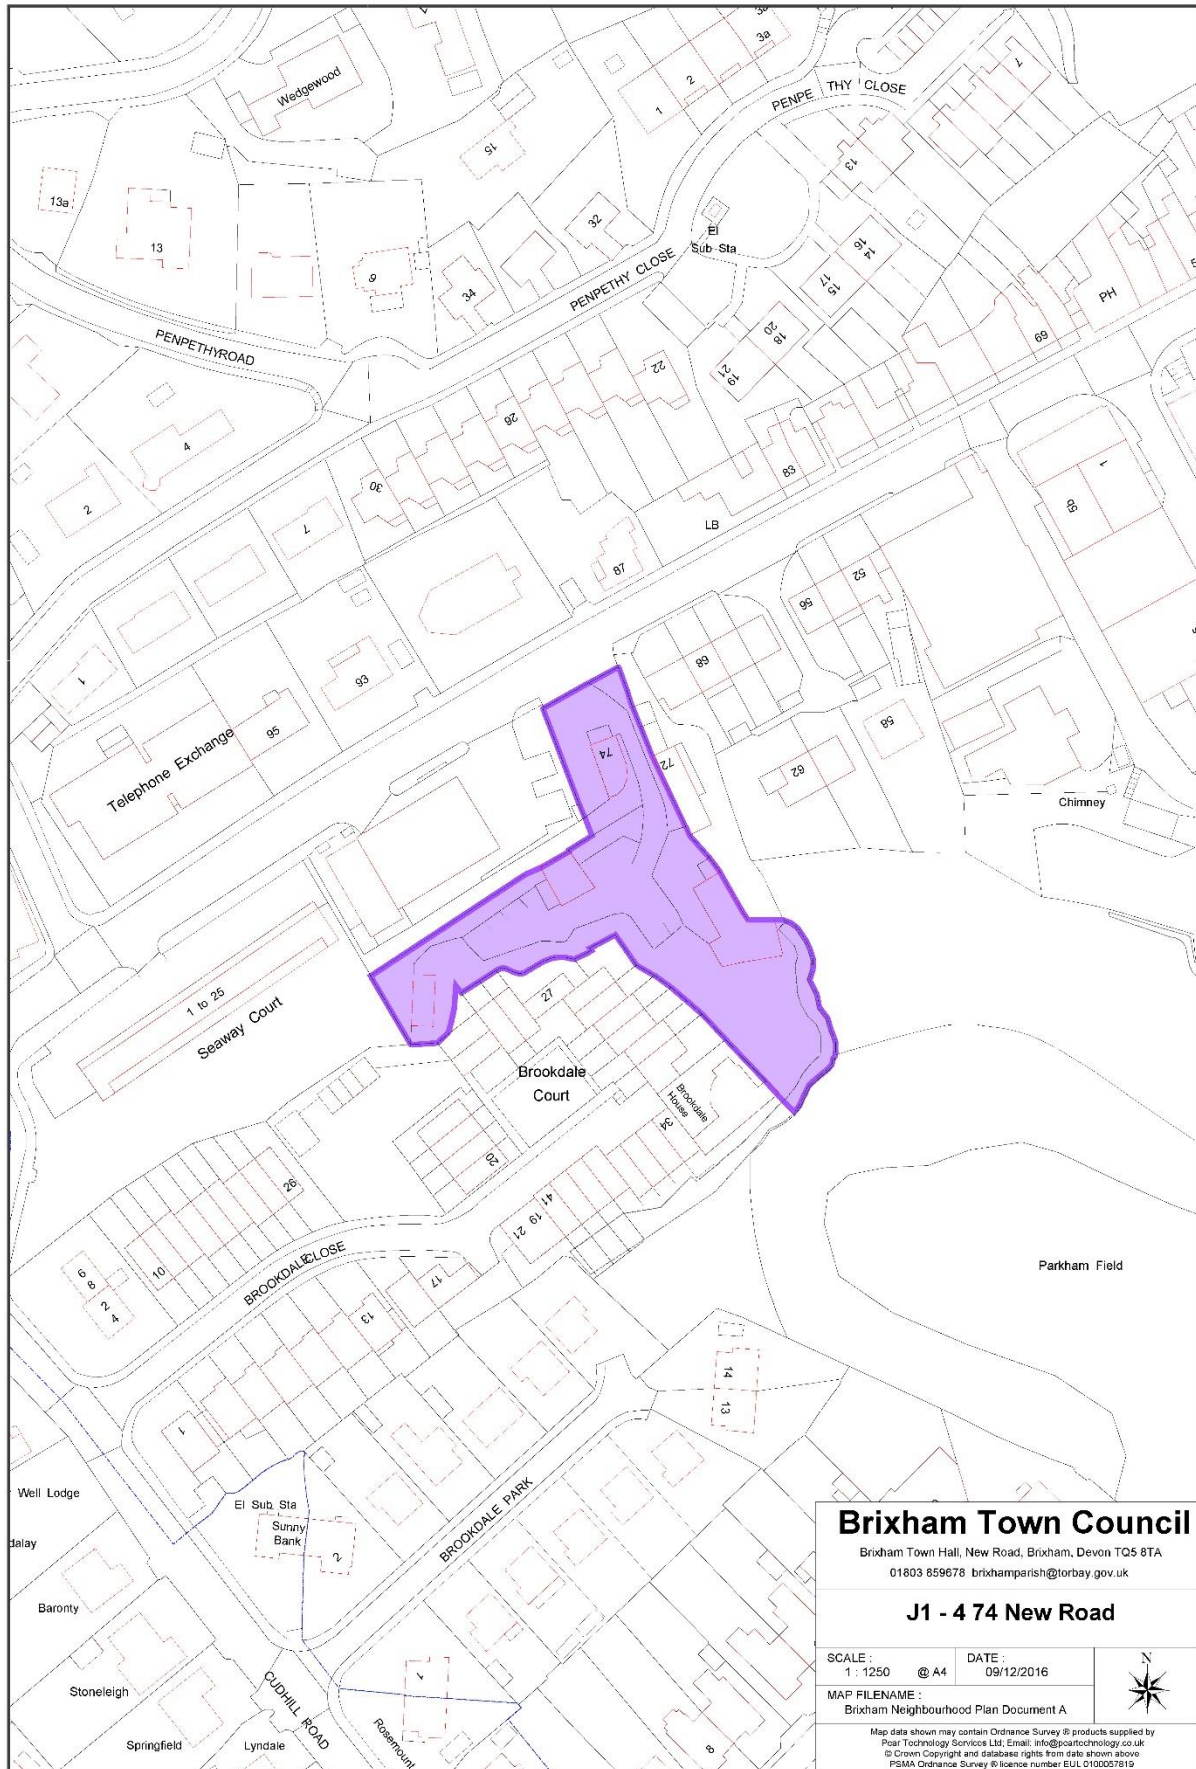 Wedgewood
3a
2
1
PENPE THY CLOSE
7
15
13
13a
13
9
34
32
El
Sub Sta
PENPETHY CLOSE
14
16
15
17
PENPETHYROAD
PH
69
18
20
19
21
22
26
30
4
2
7
83
LB
87
1
5b
52
56
1
93
95
Telephone Exchange
68
58
74
72
62
Chimney
1 to 25
Seaway Court
27
Brookdale
Court
Brookdale
House
34
20
26
41
19
21
10
6
8
2
4
BROOKDALE CLOSE
17
13
Parkham Field
14
13
1
Well Lodge
El Sub Sta
Sunny
Bank
2
dalay
BROOKDALE PARK
Baronty
Stoneleigh
Springfield
Lyndale
CUDHILL ROAD
Rosemount
1
8
Brixham Town Council
Brixham Town Hall, New Road, Brixham, Devon TQ5 8TA
01803 859678 brixhamparish@torbay.gov.uk
J1 - 4 74 New Road
SCALE :
1 : 1250 @ A4
DATE :
09/12/2016
N
MAP FILENAME :
Brixham Neighbourhood Plan Document A
Map data shown may contain Ordnance Survey ® products supplied by
Pear Technology Services Ltd; Email: info@peartechnology.co.uk
© Crown Copyright and database rights from date shown above
PSMA Ordnance Survey ® licence number EUL 0100057819